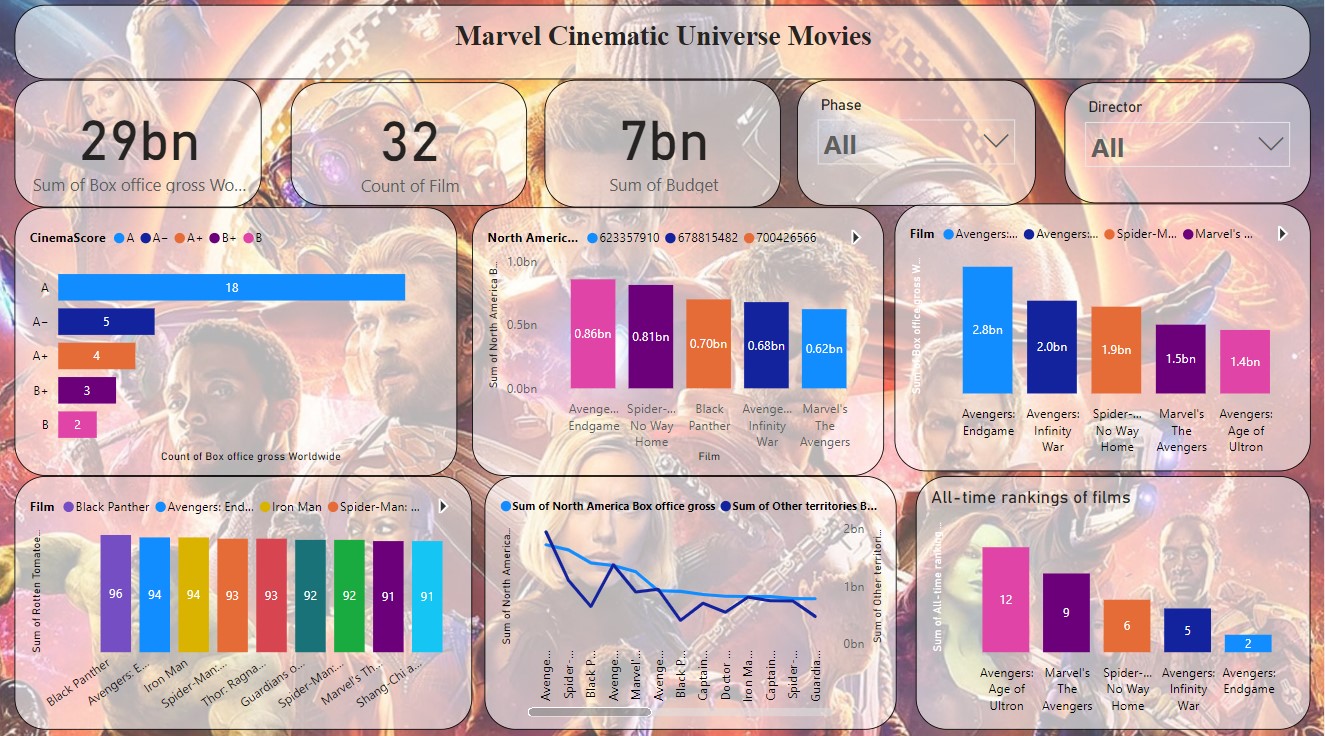 Marvel Cinematic Universe Movies
29bn
Sum of Box office gross Wo...
32
Count of Film
7bn
Sum of Budget
Phase
All
Director
All
CinemaScore A A− A+ B+ B
A 18
A− 5
A+ 4
B+ 3
B 2
Count of Box office gross Worldwide
North Americ... 623357910 678815482 700426566
Sum of North America B...
1.0bn
0.5bn
0.0bn
0.86bn 0.81bn 0.70bn 0.68bn 0.62bn
Avenge... Spider-... Black Avenge... Marvel's
Endgame No Way Panther Infinity The
Home War Avengers
Film
Film Avengers:... Avengers:... Spider-M... Marvel's ...
Sum of Box office gross W...
2.8bn 2.0bn 1.9bn 1.5bn 1.4bn
Avengers: Avengers: Spider-... Marvel's Avengers:
Endgame Infinity No Way The Age of
War Home Avengers Ultron
Film Black Panther Avengers: End... Iron Man Spider-Man: ...
Sum of Rotten Tomatoe...
96 94 94 93 93 92 92 91 91
Black Panther
Avengers: E...
Iron Man
Spider-Man:...
Thor: Ragna...
Guardians o...
Spider-Man:...
Marvel's Th...
Shang-Chi a...
Sum of North America Box office gross Sum of Other territories B...
Sum of North America...
2bn
1bn
0bn
Sum of Other territori...
Avenge...
Spider-...
Black P...
Avenge...
Marvel'...
Avenge...
Black P...
Captain...
Doctor ...
Iron Ma...
Captain...
Spider-...
Guardia...
All-time rankings of films
Sum of All-time ranking...
12 9 6 5 2
Avengers: Marvel's Spider-... Avengers: Avengers:
Age of The No Way Infinity Endgame
Ultron Avengers Home War